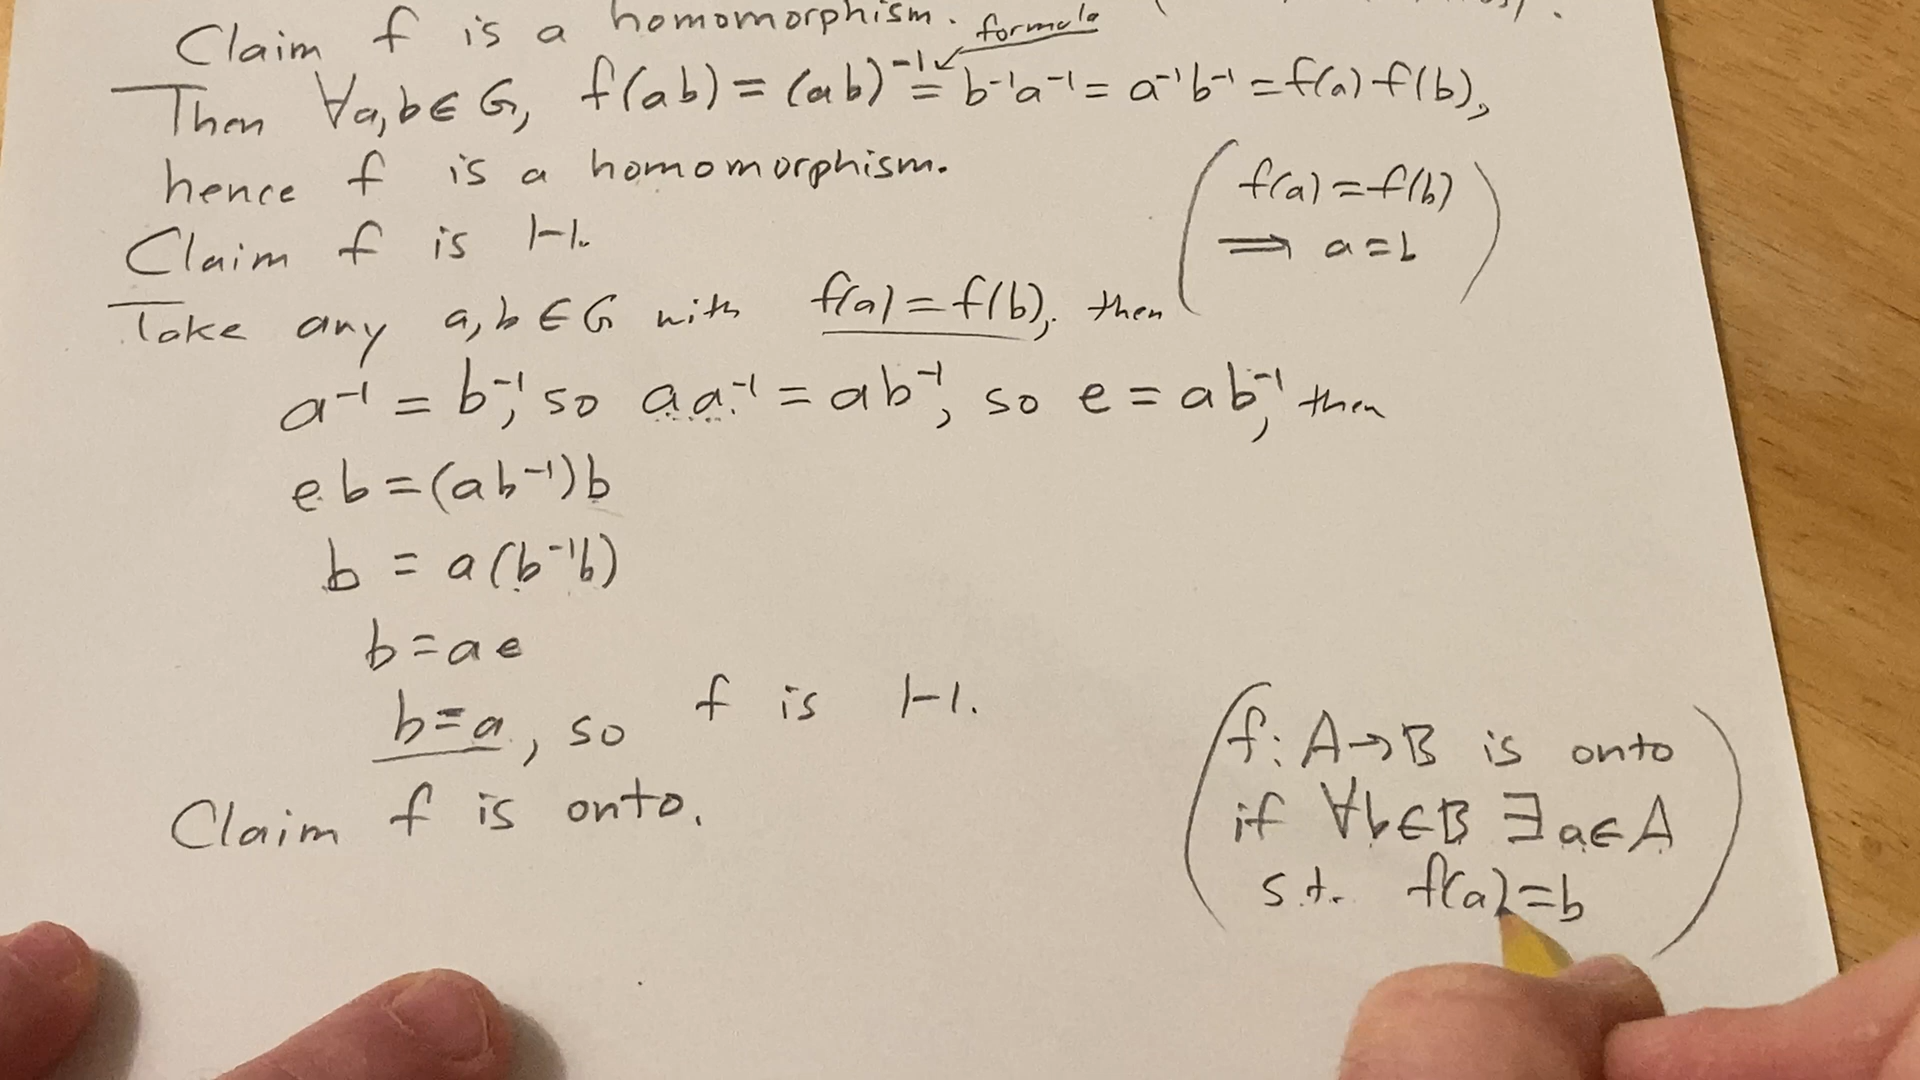 Claim f is a homomorphism.
formula
Then ∀a,b∈G, f(ab) = (ab)⁻¹ = b⁻¹a⁻¹ = a⁻¹b⁻¹ = f(a)f(b),
hence f is a homomorphism.
(f(a)=f(b)
⟹ a=b)
Claim f is 1-1.
Take any a,b∈G with f(a)=f(b), then
a⁻¹ = b⁻¹, so aa⁻¹ = ab⁻¹, so e = ab⁻¹, then
eb=(ab⁻¹)b
b = a(b⁻¹b)
b=ae
b=a, so f is 1-1.
Claim f is onto.
(f: A→B is onto
if ∀b∈B ∃a∈A
s.t. f(a)=b)